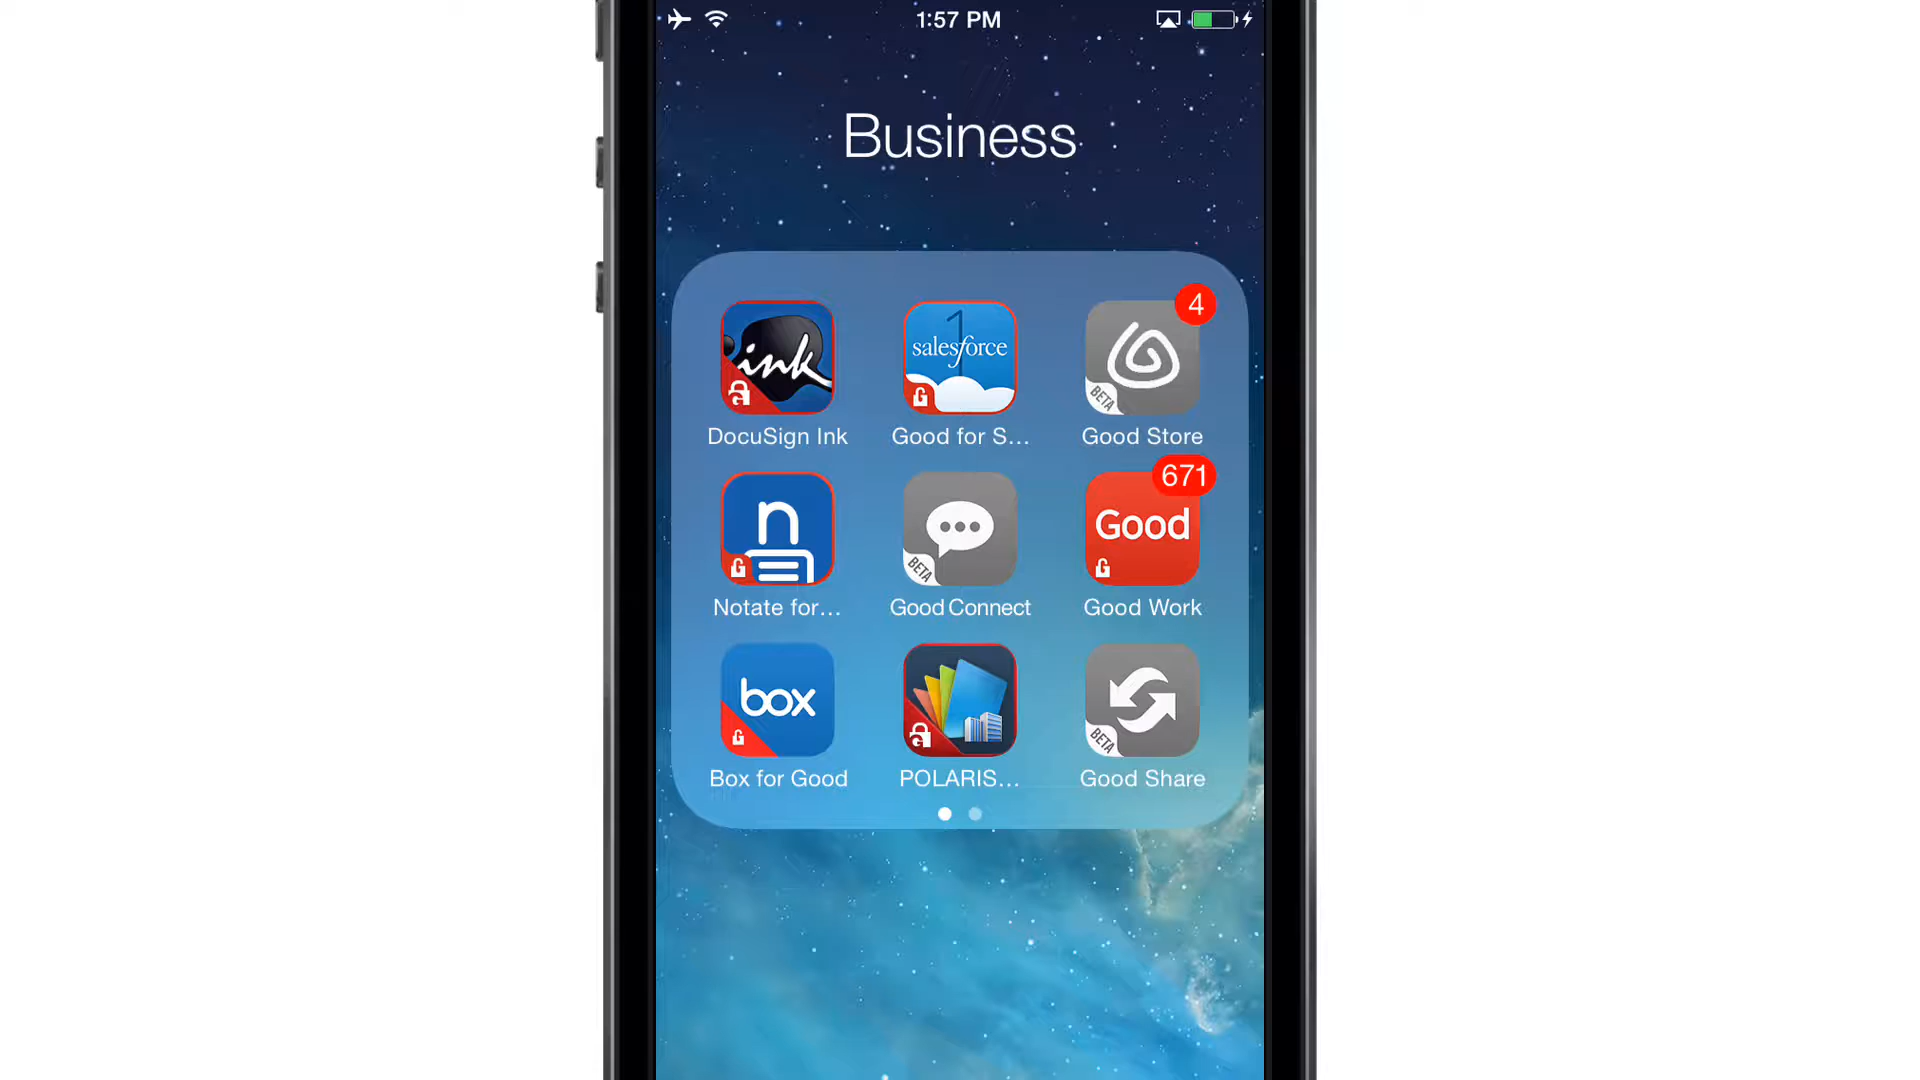 1:57 PM
Business
4
ink
1
salesforce
BETA
DocuSign Ink
Good for S...
Good Store
671
n
BETA
Good
Notate for...
Good Connect
Good Work
box
BETA
Box for Good
POLARIS...
Good Share